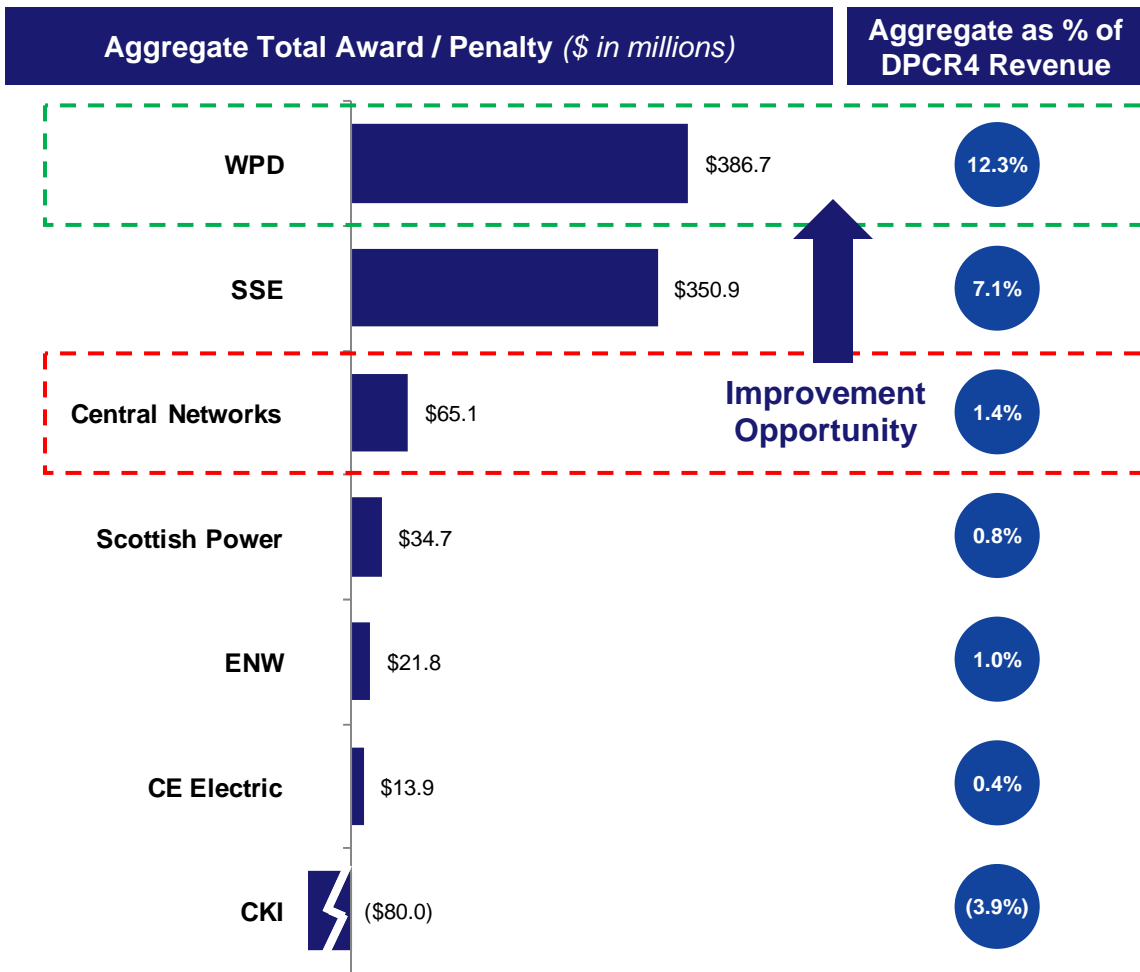 Aggregate Total Award / Penalty ($ in millions)
Aggregate as % of
DPCR4 Revenue
WPD
$386.7
12.3%
SSE
$350.9
7.1%
Central Networks
$65.1
Improvement
Opportunity
1.4%
Scottish Power
$34.7
0.8%
ENW
$21.8
1.0%
CE Electric
$13.9
0.4%
CKI
($80.0)
(3.9%)